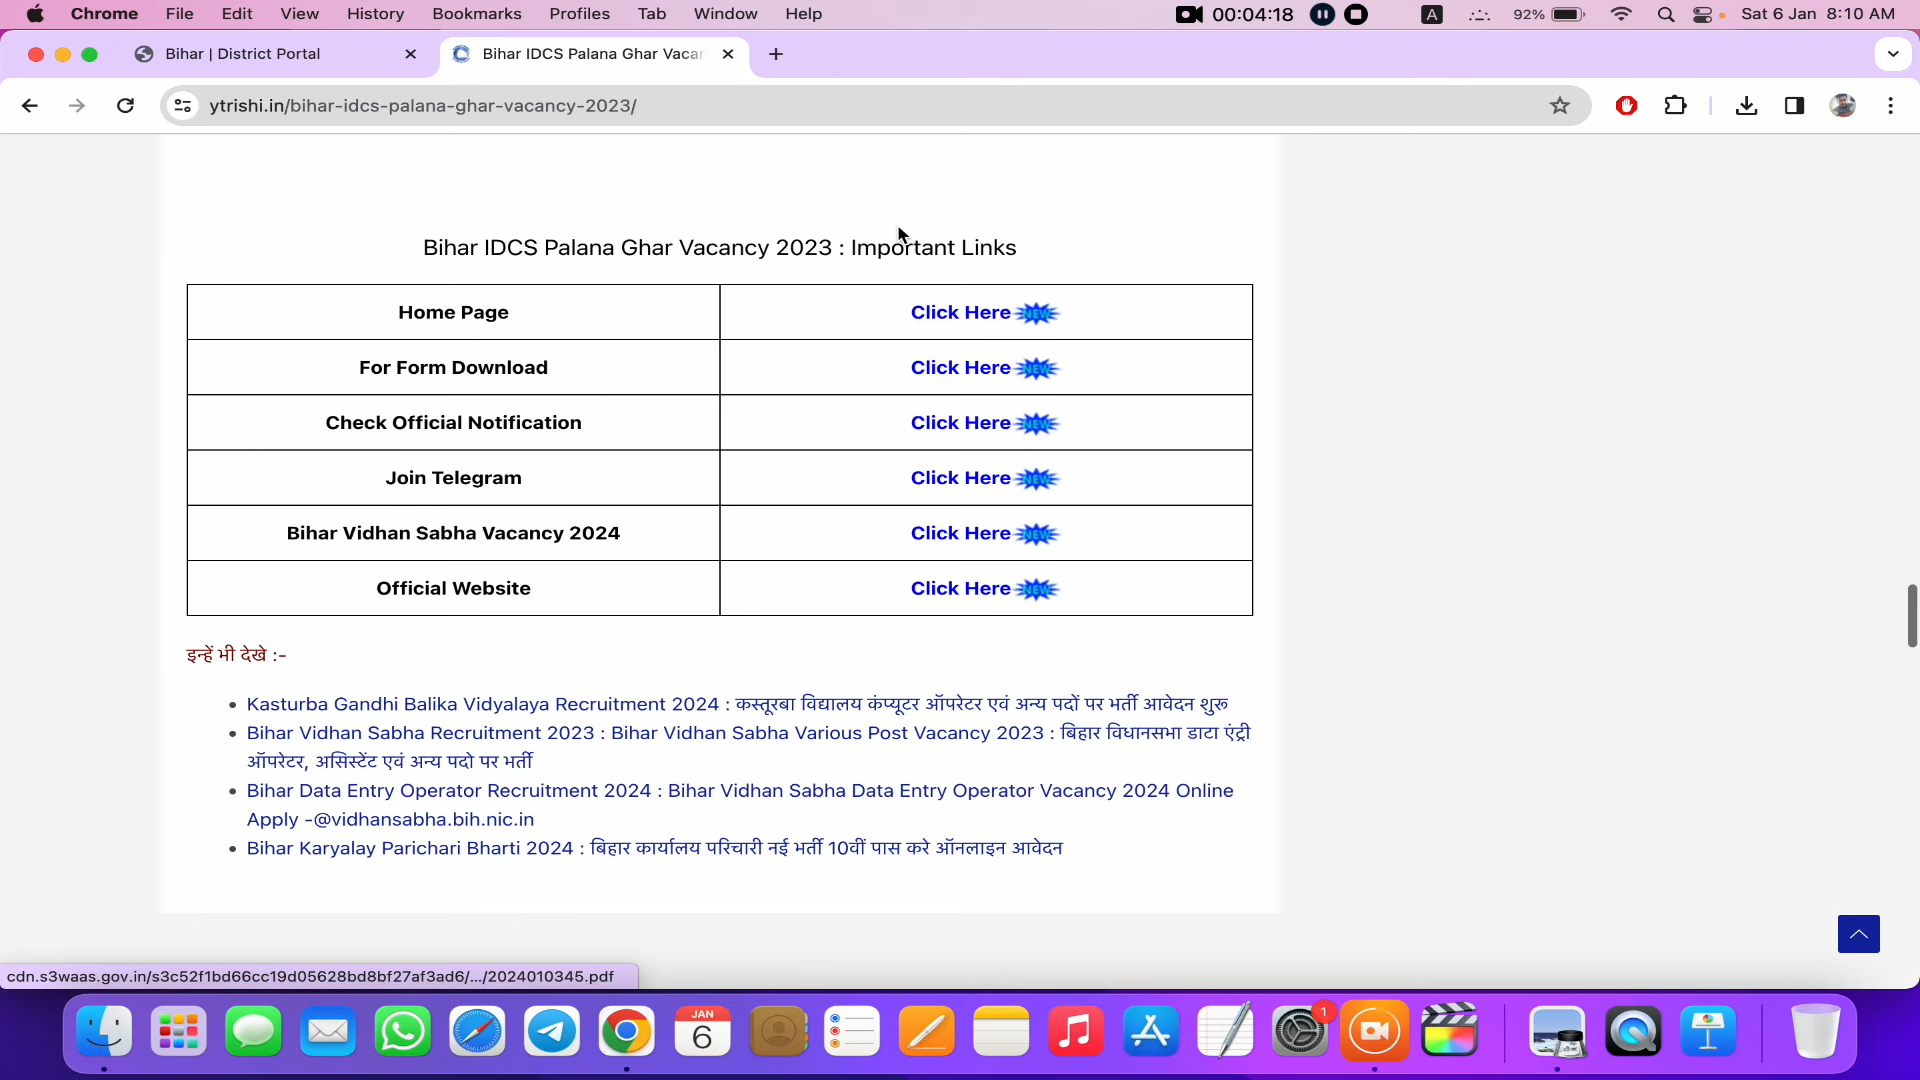 Chrome File Edit View History Bookmarks Profiles Tab Window Help 00:04:18 A 92% Sat 6 Jan 8:10 AM
Bihar | District Portal Bihar IDCS Palana Ghar Vacar
ytrishi.in/bihar-idcs-palana-ghar-vacancy-2023/
Bihar IDCS Palana Ghar Vacancy 2023 : Important Links
Home Page Click Here NEW
For Form Download Click Here NEW
Check Official Notification Click Here NEW
Join Telegram Click Here NEW
Bihar Vidhan Sabha Vacancy 2024 Click Here NEW
Official Website Click Here NEW
इन्हें भी देखे :-
• Kasturba Gandhi Balika Vidyalaya Recruitment 2024 : कस्तूरबा विद्यालय कंप्यूटर ऑपरेटर एवं अन्य पदों पर भर्ती आवेदन शुरू
• Bihar Vidhan Sabha Recruitment 2023 : Bihar Vidhan Sabha Various Post Vacancy 2023 : बिहार विधानसभा डाटा एंट्री
ऑपरेटर, असिस्टेंट एवं अन्य पदो पर भर्ती
• Bihar Data Entry Operator Recruitment 2024 : Bihar Vidhan Sabha Data Entry Operator Vacancy 2024 Online
Apply -@vidhansabha.bih.nic.in
• Bihar Karyalay Parichari Bharti 2024 : बिहार कार्यालय परिचारी नई भर्ती 10वीं पास करे ऑनलाइन आवेदन
cdn.s3waas.gov.in/s3c52f1bd66cc19d05628bd8bf27af3ad6/.../2024010345.pdf
JAN
6
1